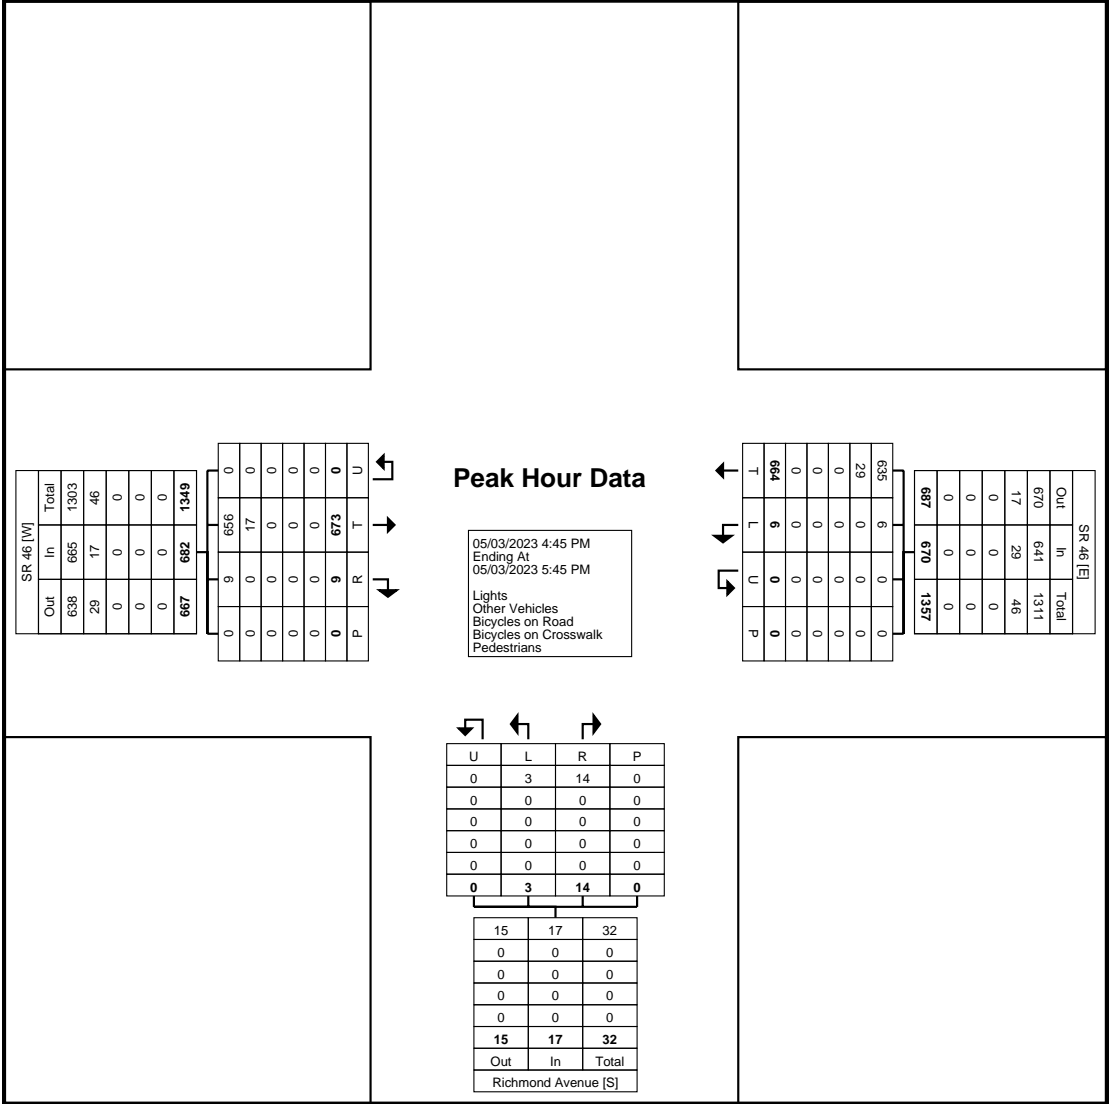 Peak Hour Data
05/03/2023 4:45 PM
Ending At
05/03/2023 5:45 PM
Lights
Other Vehicles
Bicycles on Road
Bicycles on Crosswalk
Pedestrians
SR 46 [W]
Out In Total
638 665 1303
29 17 46
0 0 0
0 0 0
0 0 0
667 682 1349
U T R P
0 673 9 0
0 0 0 0
0 0 0 0
0 0 0 0
0 17 0 0
0 656 9 0
SR 46 [E]
Out In Total
670 641 1311
17 29 46
0 0 0
0 0 0
0 0 0
687 670 1357
635 6 0 0
29 0 0 0
0 0 0 0
0 0 0 0
0 0 0 0
664 6 0 0
T L U P
U L R P
0 3 14 0
0 0 0 0
0 0 0 0
0 0 0 0
0 0 0 0
0 3 14 0
15 17 32
0 0 0
0 0 0
0 0 0
0 0 0
15 17 32
Out In Total
Richmond Avenue [S]